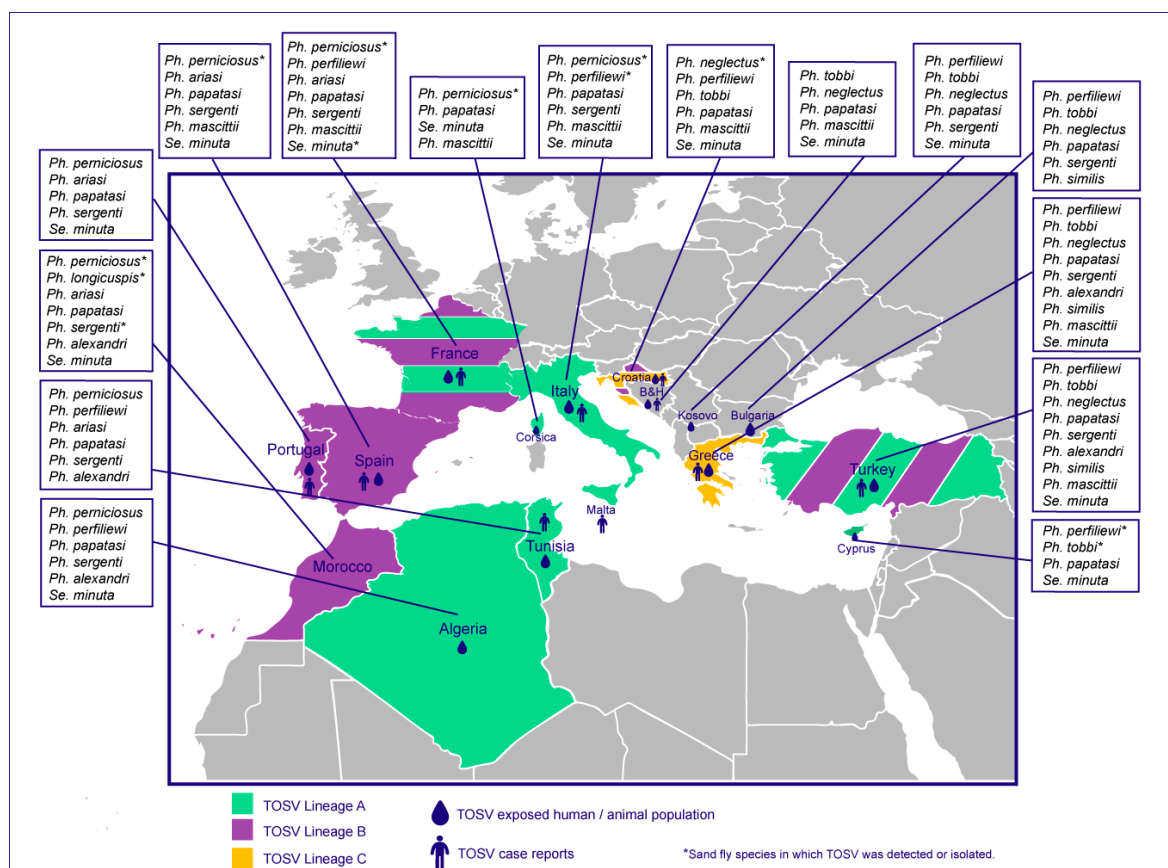 Ph. perniciosus*
Ph. ariasi
Ph. papatasi
Ph. sergenti
Ph. mascittii
Se. minuta
Ph. perniciosus*
Ph. perfiliewi
Ph. ariasi
Ph. papatasi
Ph. sergenti
Ph. mascittii
Se. minuta*
Ph. perniciosus*
Ph. papatasi
Se. minuta
Ph. mascittii
Ph. perniciosus*
Ph. perfiliewi*
Ph. papatasi
Ph. sergenti
Ph. mascittii
Se. minuta
Ph. neglectus*
Ph. perfiliewi
Ph. tobbi
Ph. papatasi
Ph. mascittii
Se. minuta
Ph. tobbi
Ph. neglectus
Ph. papatasi
Ph. mascittii
Se. minuta
Ph. perfiliewi
Ph. tobbi
Ph. neglectus
Ph. papatasi
Ph. sergenti
Se. minuta
Ph. perfiliewi
Ph. tobbi
Ph. neglectus
Ph. papatasi
Ph. sergenti
Ph. similis
Ph. perniciosus
Ph. ariasi
Ph. papatasi
Ph. sergenti
Se. minuta
Ph. perniciosus*
Ph. longicuspis*
Ph. ariasi
Ph. papatasi
Ph. sergenti*
Ph. alexandri
Se. minuta
Ph. perniciosus
Ph. perfiliewi
Ph. ariasi
Ph. papatasi
Ph. sergenti
Ph. alexandri
Ph. perniciosus
Ph. perfiliewi
Ph. papatasi
Ph. sergenti
Ph. alexandri
Se. minuta
Ph. perfiliewi
Ph. tobbi
Ph. neglectus
Ph. papatasi
Ph. sergenti
Ph. alexandri
Ph. similis
Ph. mascittii
Se. minuta
Ph. perfiliewi
Ph. tobbi
Ph. neglectus
Ph. papatasi
Ph. sergenti
Ph. alexandri
Ph. similis
Ph. mascittii
Se. minuta
Ph. perfiliewi*
Ph. tobbi*
Ph. papatasi
Se. minuta
France
Croatia
Italy
B&H
Kosovo
Bulgaria
Corsica
Portugal
Spain
Greece
Turkey
Malta
Tunisia
Cyprus
Morocco
Algeria
TOSV Lineage A
TOSV Lineage B
TOSV Lineage C
TOSV exposed human / animal population
TOSV case reports
*Sand fly species in which TOSV was detected or isolated.